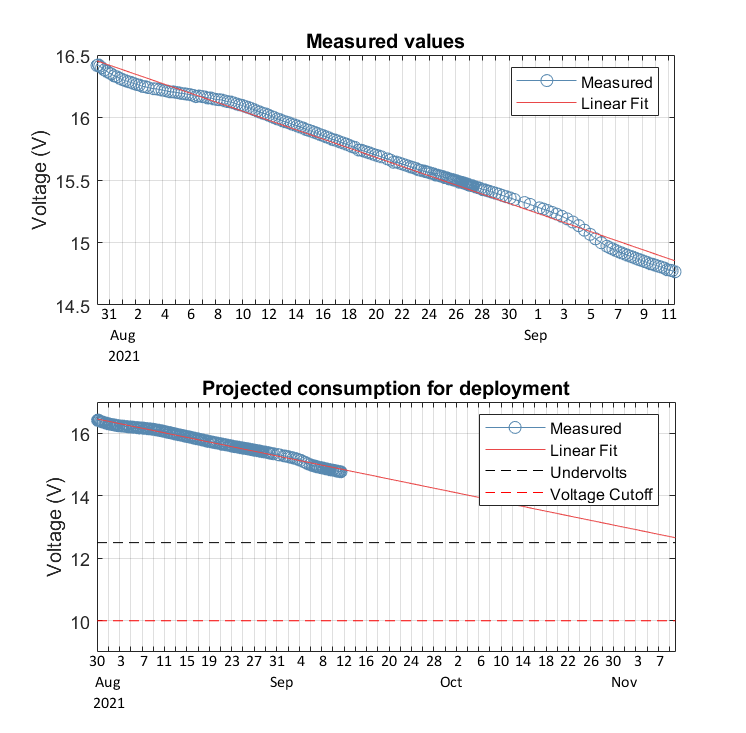 Measured values
16.5
16
15.5
15
14.5
Voltage (V)
Measured
Linear Fit
31 2 4 6 8 10 12 14 16 18 20 22 24 26 28 30 1 3 5 7 9 11
Aug Sep
2021
Projected consumption for deployment
16
14
12
10
Voltage (V)
Measured
Linear Fit
Undervolts
Voltage Cutoff
30 3 7 11 15 19 23 27 31 4 8 12 16 20 24 28 2 6 10 14 18 22 26 30 3 7
Aug Sep Oct Nov
2021